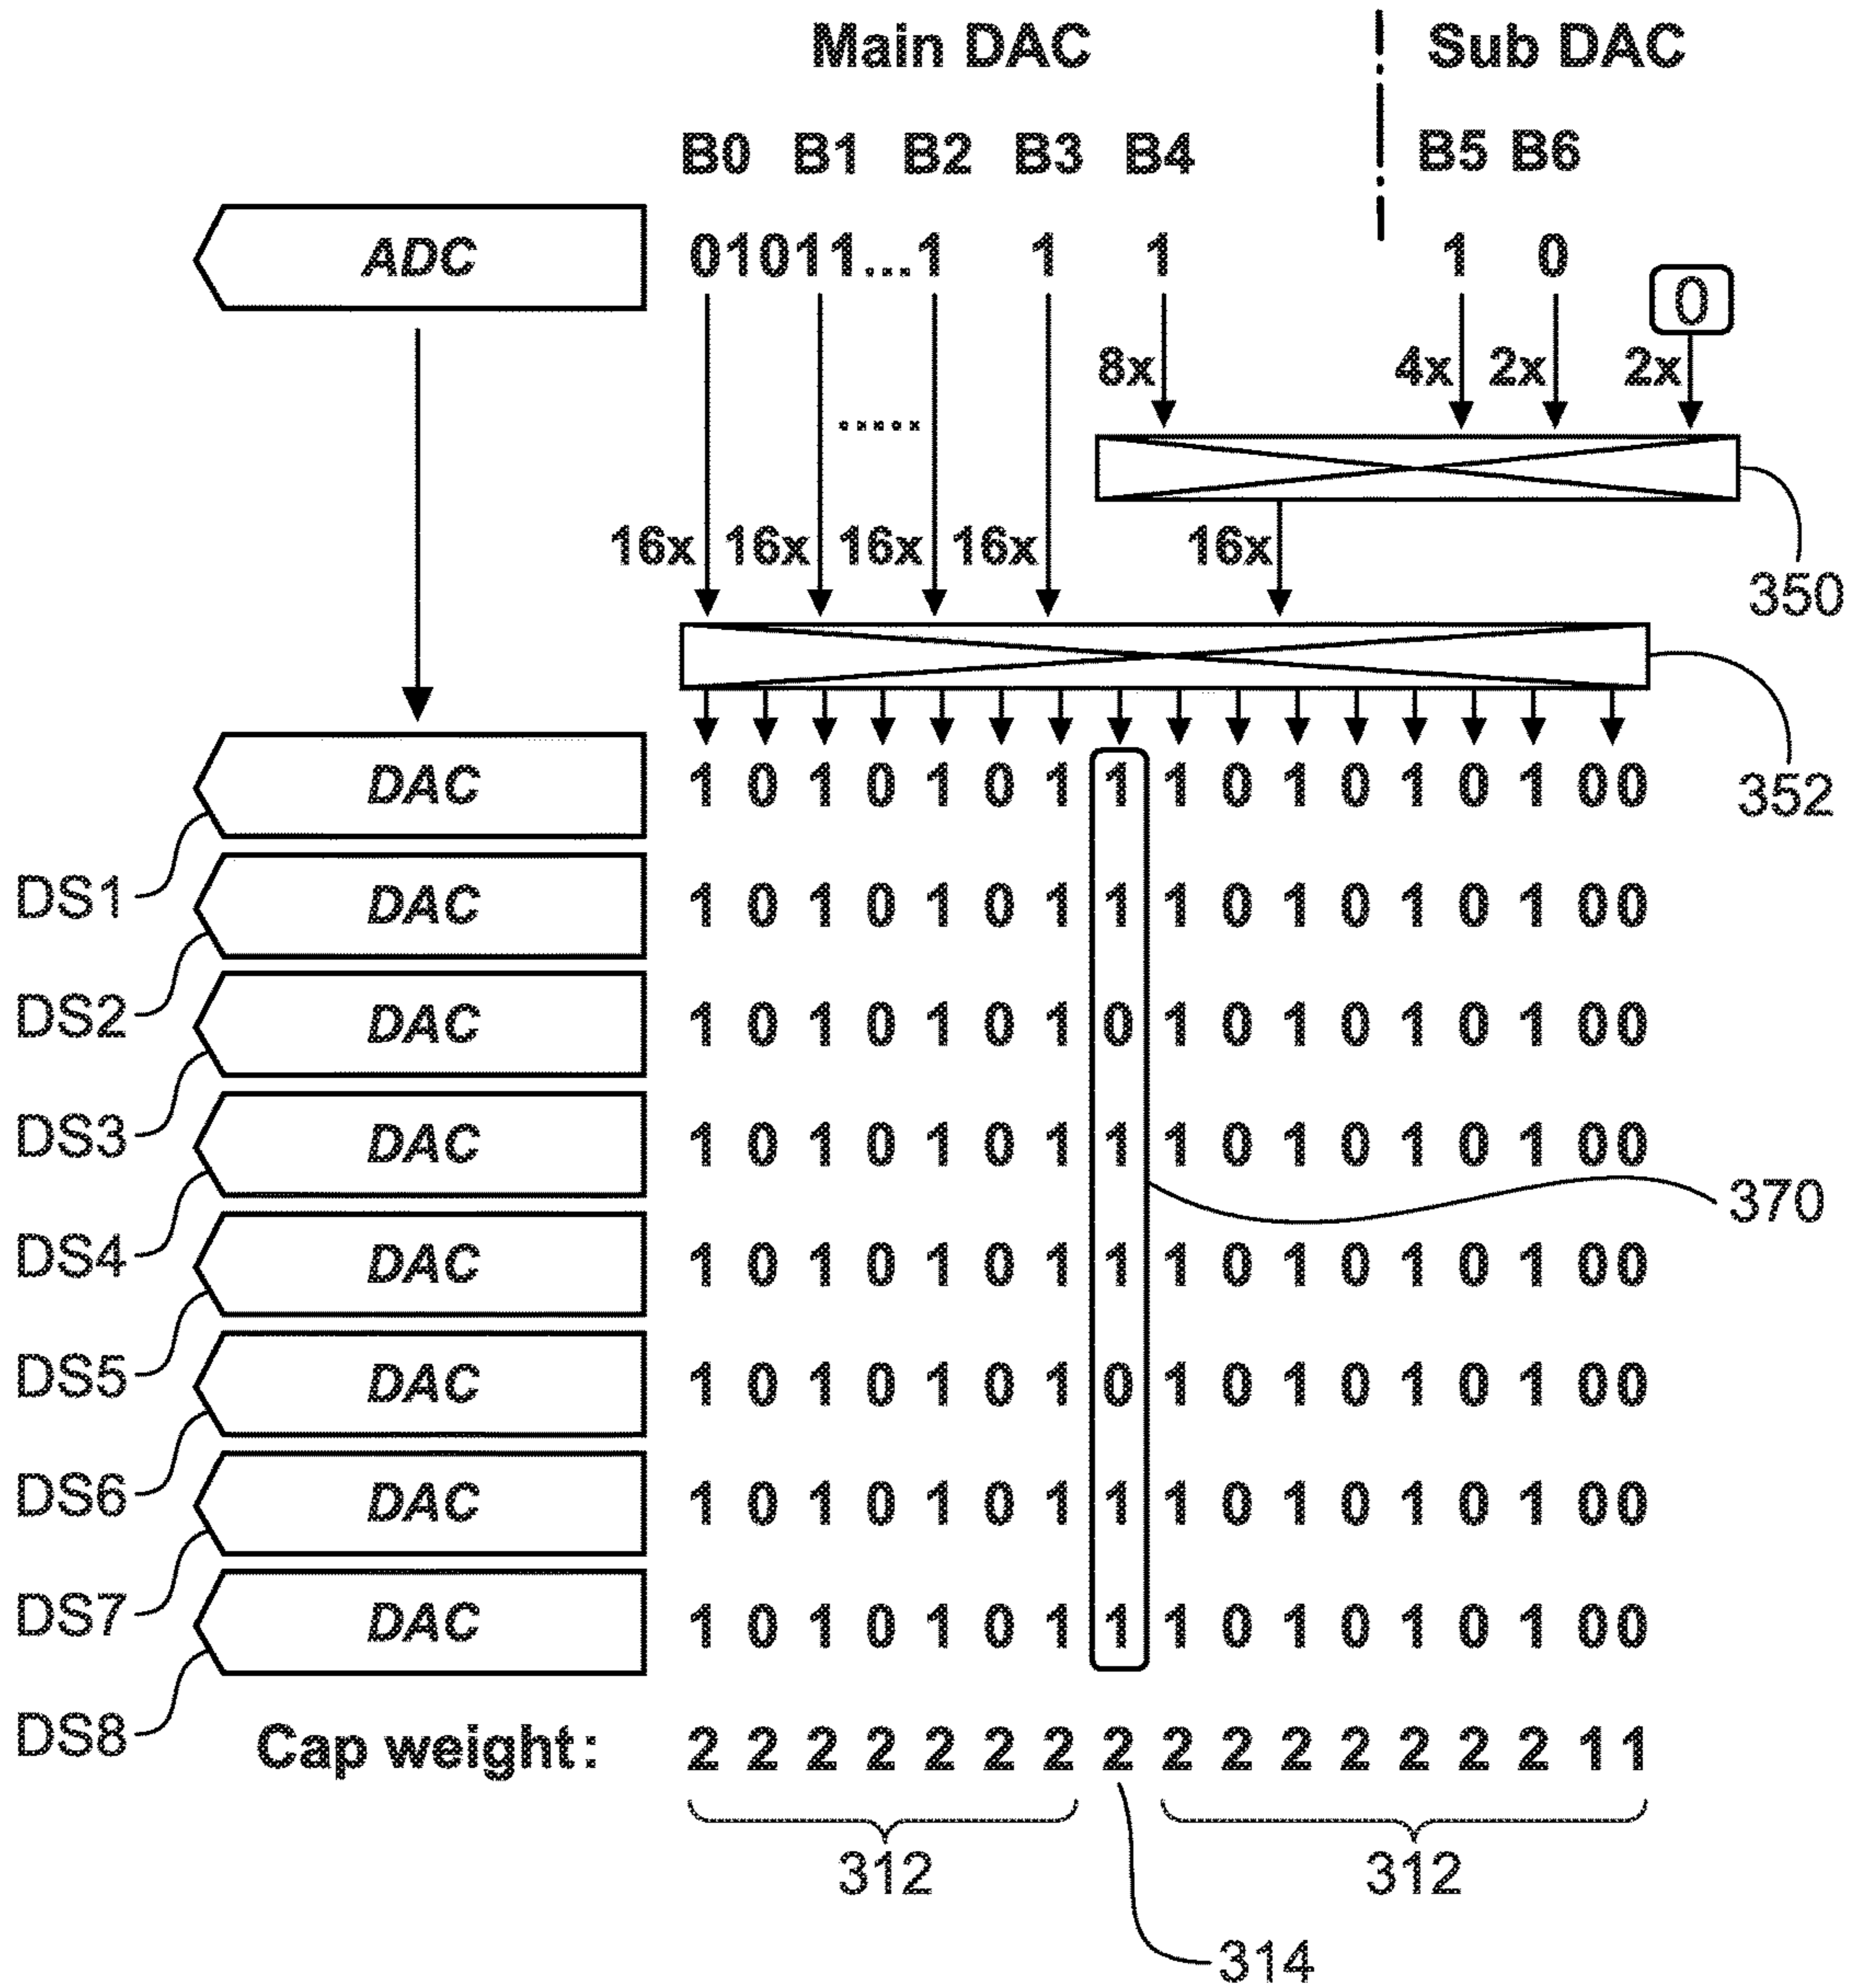 Main DAC Sub DAC
B0 B1 B2 B3 B4 B5 B6
ADC 01011...1 1 1 1 0
0
8x 4x 2x 2x
.....
16x 16x 16x 16x 16x
350
DAC 1 0 1 0 1 0 1 1 1 0 1 0 1 0 1 00
352
DS1
DAC 1 0 1 0 1 0 1 1 1 0 1 0 1 0 1 00
DS2
DAC 1 0 1 0 1 0 1 0 1 0 1 0 1 0 1 00
DS3
DAC 1 0 1 0 1 0 1 1 1 0 1 0 1 0 1 00
370
DS4
DAC 1 0 1 0 1 0 1 1 1 0 1 0 1 0 1 00
DS5
DAC 1 0 1 0 1 0 1 0 1 0 1 0 1 0 1 00
DS6
DAC 1 0 1 0 1 0 1 1 1 0 1 0 1 0 1 00
DS7
DAC 1 0 1 0 1 0 1 1 1 0 1 0 1 0 1 00
DS8
Cap weight: 2 2 2 2 2 2 2 2 2 2 2 2 2 2 2 1 1
312 312
314